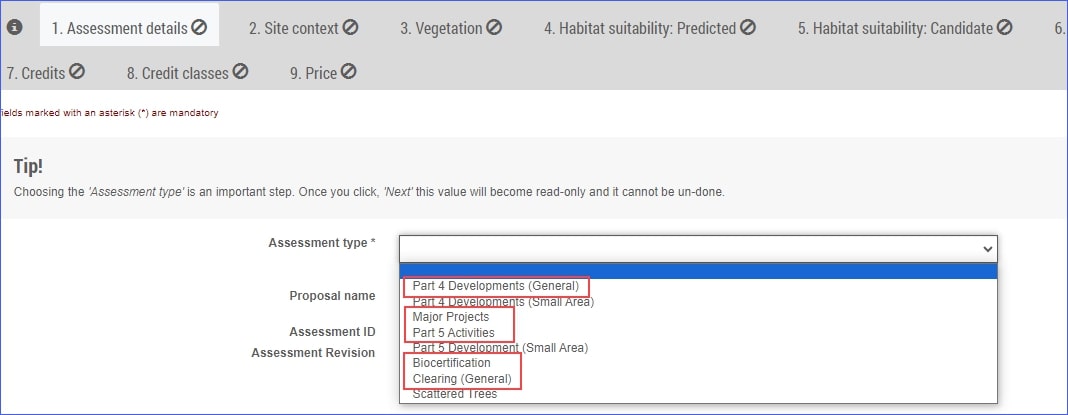 1. Assessment details
2. Site context
3. Vegetation
4. Habitat suitability: Predicted
5. Habitat suitability: Candidate
6.
7. Credits
8. Credit classes
9. Price
fields marked with an asterisk (*) are mandatory
Tip!
Choosing the 'Assessment type' is an important step. Once you click, 'Next' this value will become read-only and it cannot be un-done.
Assessment type *
Proposal name
Assessment ID
Assessment Revision
Part 4 Developments (General)
Part 4 Developments (Small Area)
Major Projects
Part 5 Activities
Part 5 Development (Small Area)
Biocertification
Clearing (General)
Scattered Trees